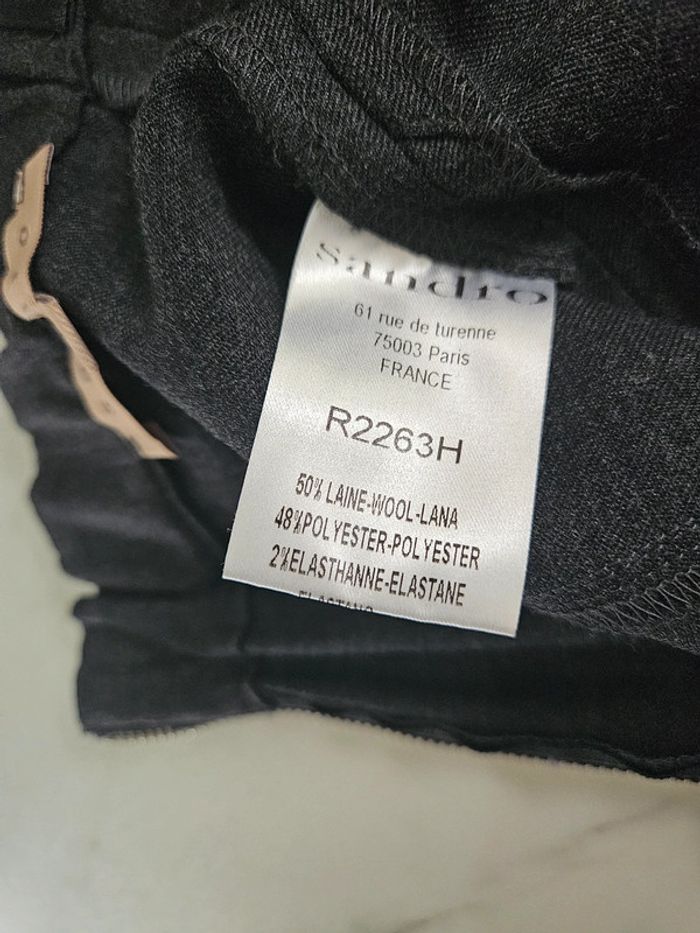 sandro
61 rue de turenne
75003 Paris
FRANCE
R2263H
50% LAINE-WOOL-LANA
48%POLYESTER-POLYESTER
2%ELASTHANNE-ELASTANE
ELASTANO